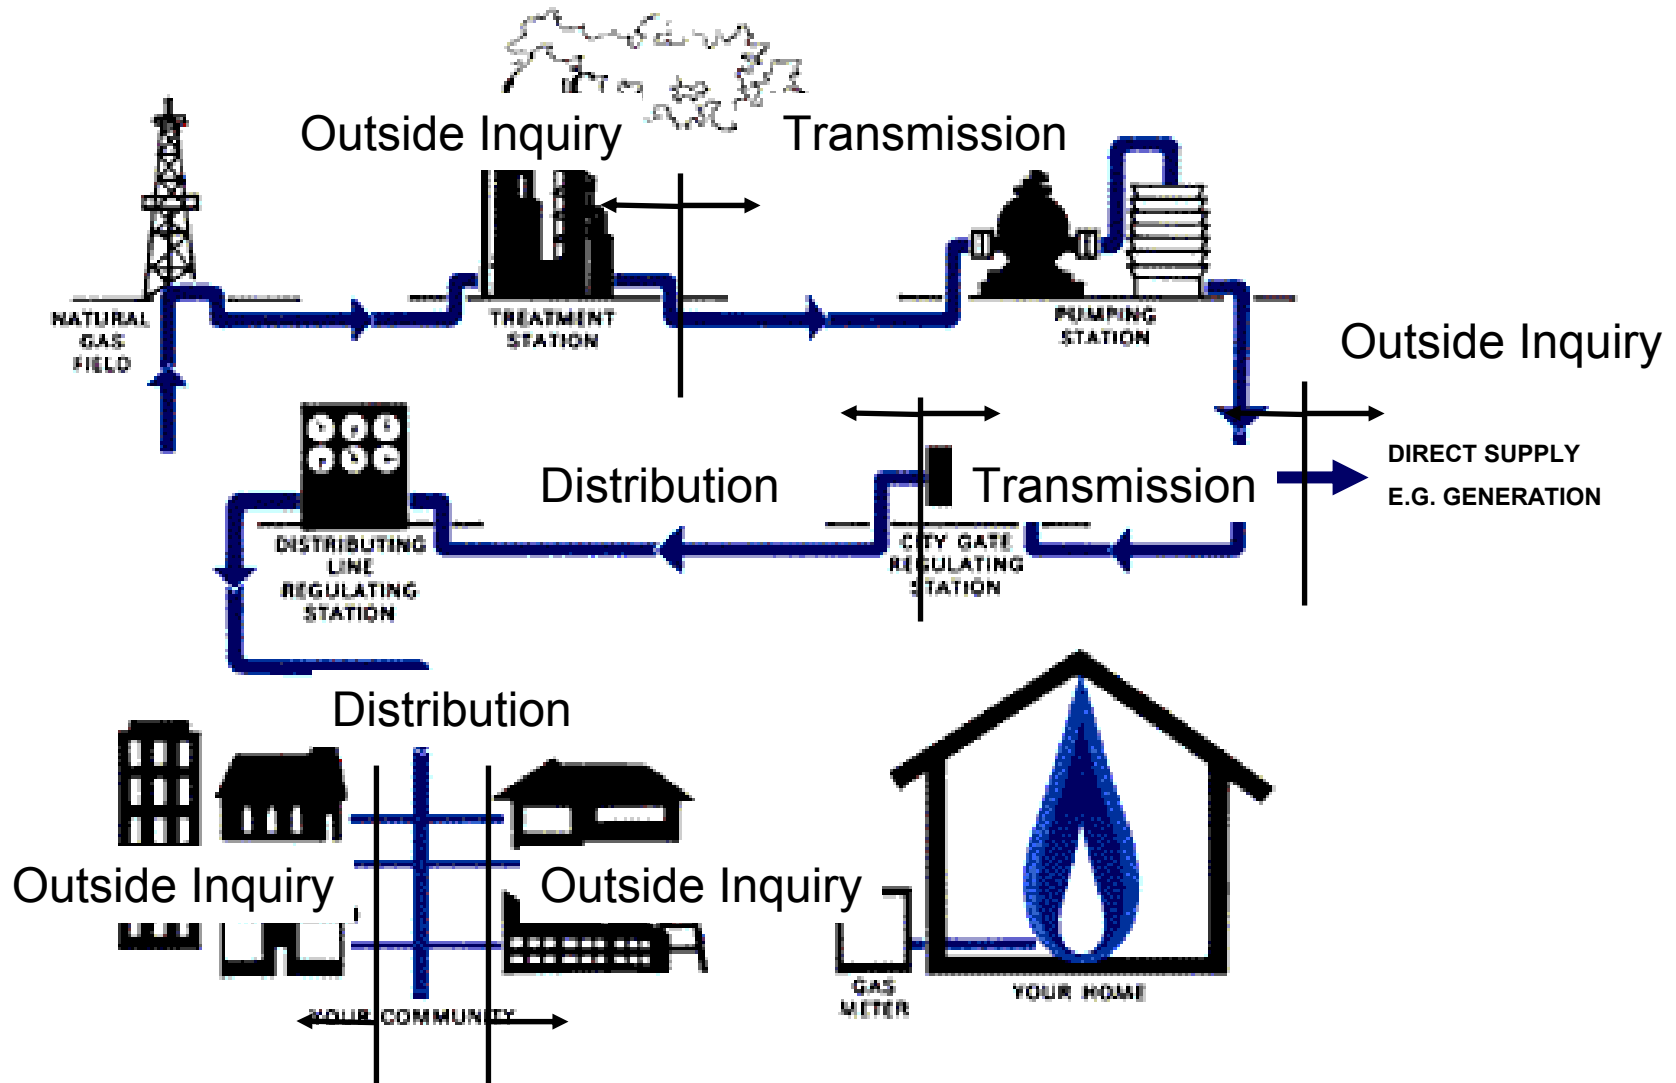 Outside Inquiry
Transmission
NATURAL
GAS
FIELD
TREATMENT
STATION
PUMPING
STATION
Outside Inquiry
DIRECT SUPPLY
E.G. GENERATION
Distribution
Transmission
DISTRIBUTING
LINE
REGULATING
STATION
CITY GATE
REGULATING
STATION
Distribution
Outside Inquiry
Outside Inquiry
YOUR COMMUNITY
GAS
METER
YOUR HOME